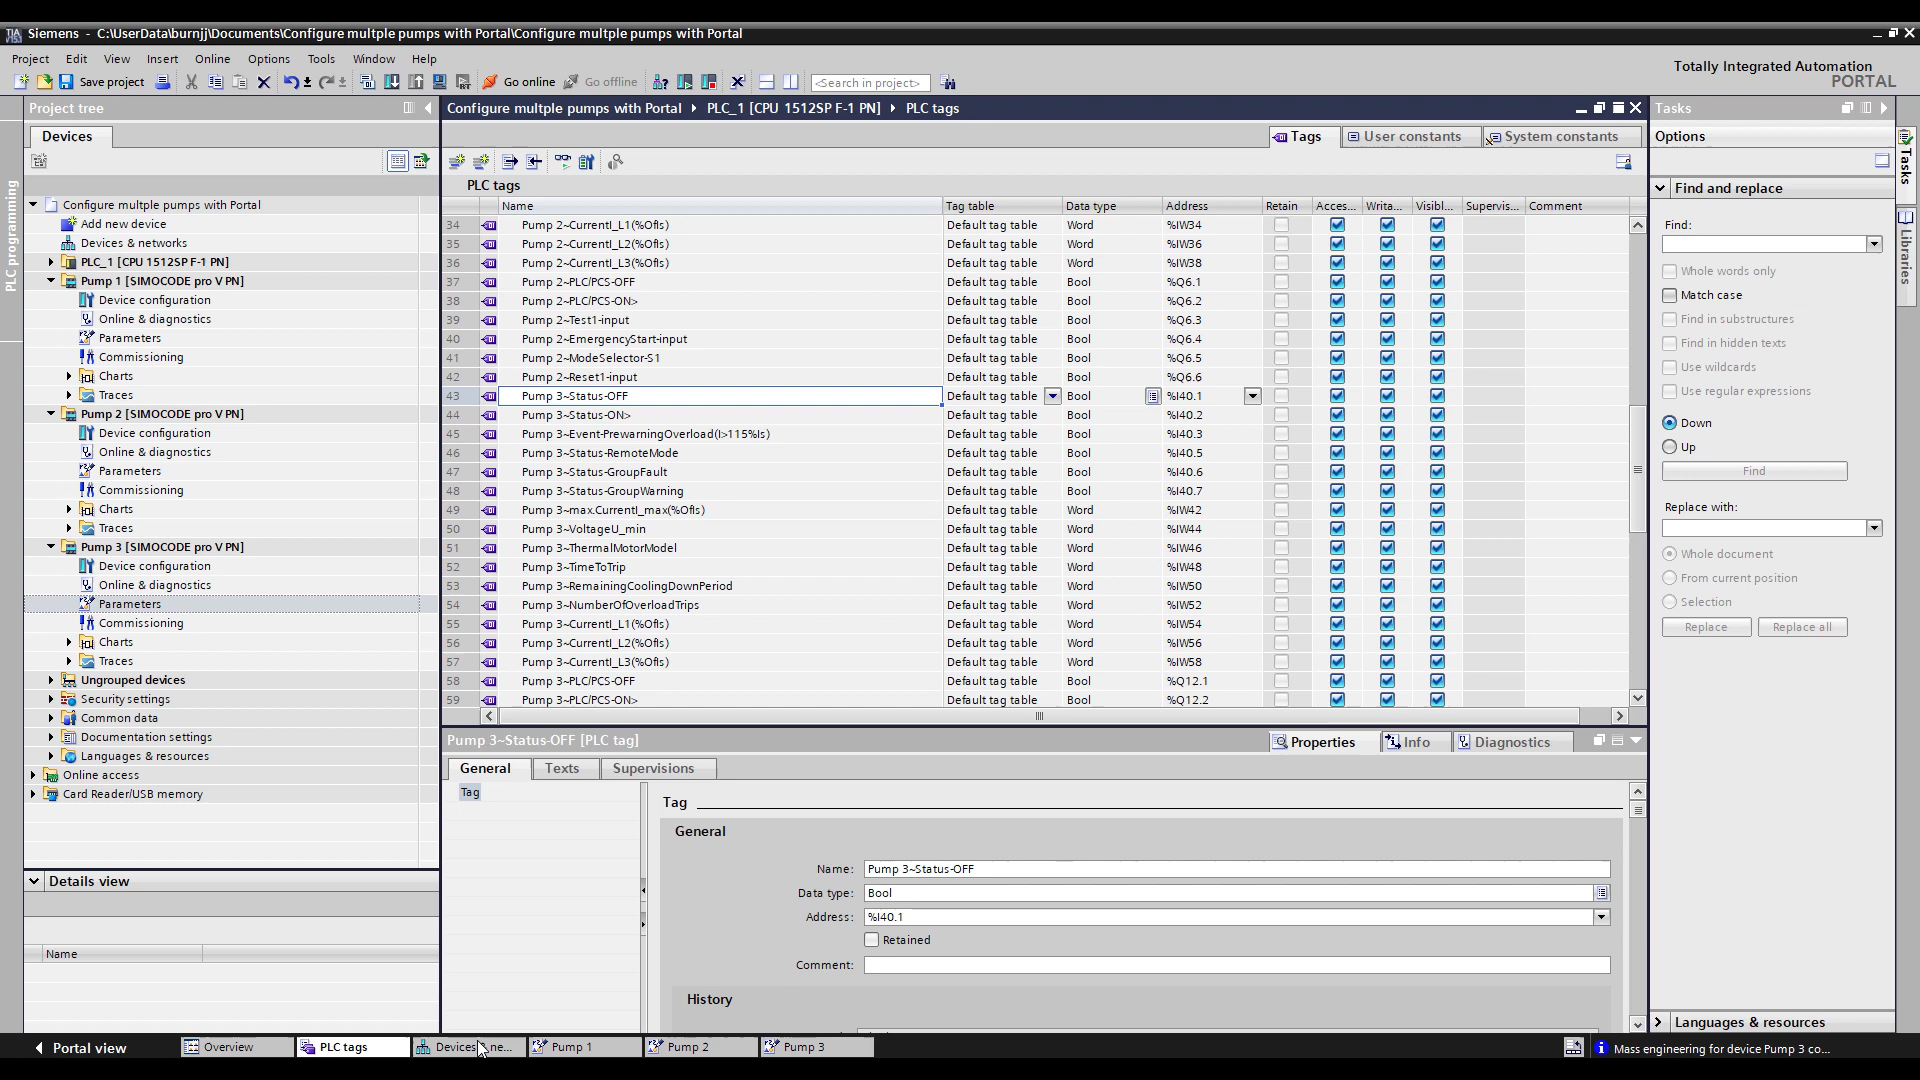 Siemens - C:\UserData\burnjj\Documents\Configure multple pumps with Portal\Configure multple pumps with Portal
Project Edit View Insert Online Options Tools Window Help
Totally Integrated Automation
PORTAL
Save project Go online Go offline <Search in project>
Project tree
Configure multple pumps with Portal PLC_1 [CPU 1512SP F-1 PN] PLC tags
Tasks
Devices
Tags User constants System constants
Options
PLC tags
PLC programming
Tasks
Libraries
Configure multple pumps with Portal
Add new device
Devices & networks
PLC_1 [CPU 1512SP F-1 PN]
Pump 1 [SIMOCODE pro V PN]
Device configuration
Online & diagnostics
Parameters
Commissioning
Charts
Traces
Pump 2 [SIMOCODE pro V PN]
Device configuration
Online & diagnostics
Parameters
Commissioning
Charts
Traces
Pump 3 [SIMOCODE pro V PN]
Device configuration
Online & diagnostics
Parameters
Commissioning
Charts
Traces
Ungrouped devices
Security settings
Common data
Documentation settings
Languages & resources
Online access
Card Reader/USB memory
Details view
Name
Name Tag table Data type Address Retain Acces... Writa... Visibl... Supervis... Comment
34 Pump 2~CurrentI_L1(%OfIs) Default tag table Word %IW34
35 Pump 2~CurrentI_L2(%OfIs) Default tag table Word %IW36
36 Pump 2~CurrentI_L3(%OfIs) Default tag table Word %IW38
37 Pump 2~PLC/PCS-OFF Default tag table Bool %Q6.1
38 Pump 2~PLC/PCS-ON> Default tag table Bool %Q6.2
39 Pump 2~Test1-input Default tag table Bool %Q6.3
40 Pump 2~EmergencyStart-input Default tag table Bool %Q6.4
41 Pump 2~ModeSelector-S1 Default tag table Bool %Q6.5
42 Pump 2~Reset1-input Default tag table Bool %Q6.6
43 Pump 3~Status-OFF Default tag table Bool %I40.1
44 Pump 3~Status-ON> Default tag table Bool %I40.2
45 Pump 3~Event-PrewarningOverload(I>115%Is) Default tag table Bool %I40.3
46 Pump 3~Status-RemoteMode Default tag table Bool %I40.5
47 Pump 3~Status-GroupFault Default tag table Bool %I40.6
48 Pump 3~Status-GroupWarning Default tag table Bool %I40.7
49 Pump 3~max.CurrentI_max(%OfIs) Default tag table Word %IW42
50 Pump 3~VoltageU_min Default tag table Word %IW44
51 Pump 3~ThermalMotorModel Default tag table Word %IW46
52 Pump 3~TimeToTrip Default tag table Word %IW48
53 Pump 3~RemainingCoolingDownPeriod Default tag table Word %IW50
54 Pump 3~NumberOfOverloadTrips Default tag table Word %IW52
55 Pump 3~CurrentI_L1(%OfIs) Default tag table Word %IW54
56 Pump 3~CurrentI_L2(%OfIs) Default tag table Word %IW56
57 Pump 3~CurrentI_L3(%OfIs) Default tag table Word %IW58
58 Pump 3~PLC/PCS-OFF Default tag table Bool %Q12.1
59 Pump 3~PLC/PCS-ON> Default tag table Bool %Q12.2
Pump 3~Status-OFF [PLC tag]
Properties Info Diagnostics
General Texts Supervisions
Tag
Tag
General
Name: Pump 3~Status-OFF
Data type: Bool
Address: %I40.1
Retained
Comment:
History
Find and replace
Find:
Whole words only
Match case
Find in substructures
Find in hidden texts
Use wildcards
Use regular expressions
Down
Up
Find
Replace with:
Whole document
From current position
Selection
Replace Replace all
Languages & resources
Portal view Overview PLC tags Devices ne... Pump 1 Pump 2 Pump 3 Mass engineering for device Pump 3 co...